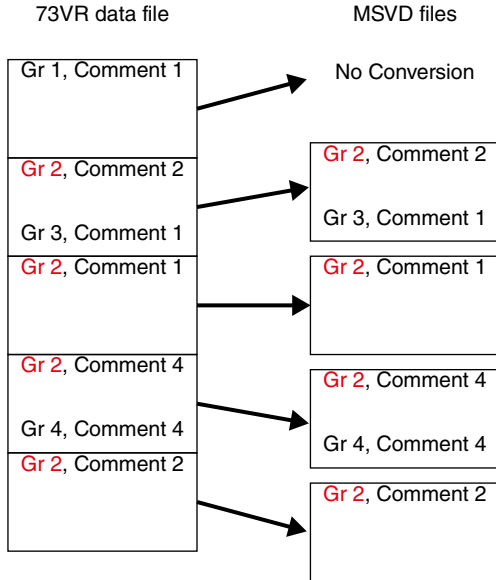 73VR data file
MSVD files
Gr 1, Comment 1
No Conversion
Gr 2, Comment 2
Gr 3, Comment 1
Gr 2, Comment 2
Gr 3, Comment 1
Gr 2, Comment 1
Gr 2, Comment 1
Gr 2, Comment 4
Gr 4, Comment 4
Gr 2, Comment 4
Gr 4, Comment 4
Gr 2, Comment 2
Gr 2, Comment 2